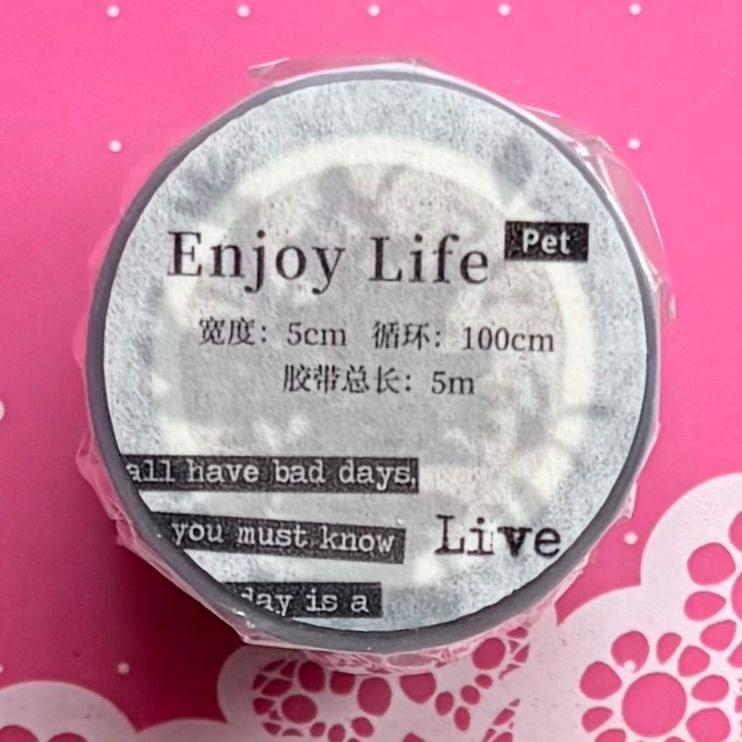 Enjoy Life Pet
宽度：5cm 循环：100cm
胶带总长：5m
all have bad days,
you must know
Live
day is a